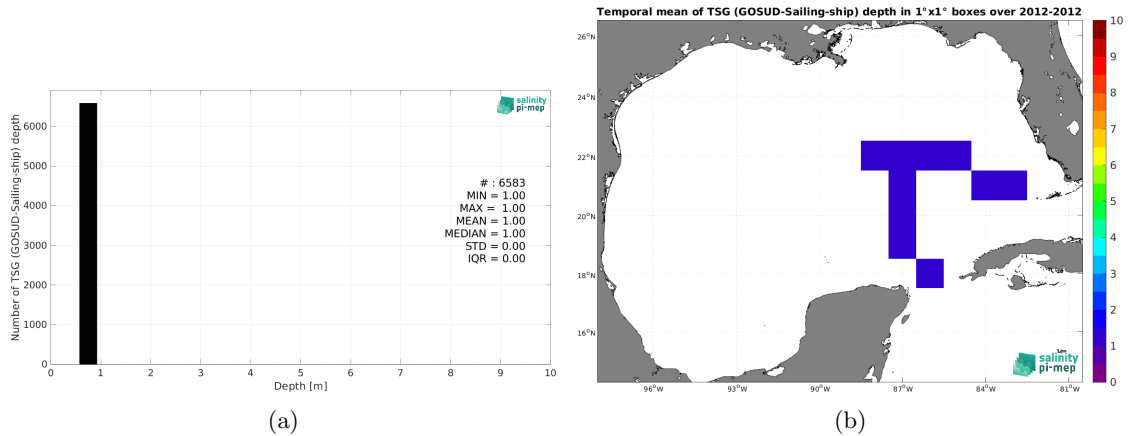 Number of TSG (GOSUD-Sailing-ship) depth
6000
5000
4000
3000
2000
1000
0
salinity
pi-mep
# : 6583
MIN = 1.00
MAX = 1.00
MEAN = 1.00
MEDIAN = 1.00
STD = 0.00
IQR = 0.00
0 1 2 3 4 5 6 7 8 9 10
Depth [m]
(a)
Temporal mean of TSG (GOSUD-Sailing-ship) depth in 1°x1° boxes over 2012-2012
26°N
24°N
22°N
20°N
18°N
16°N
96°W 93°W 90°W 87°W 84°W 81°W
salinity
pi-mep
10
9
8
7
6
5
4
3
2
1
0
(b)